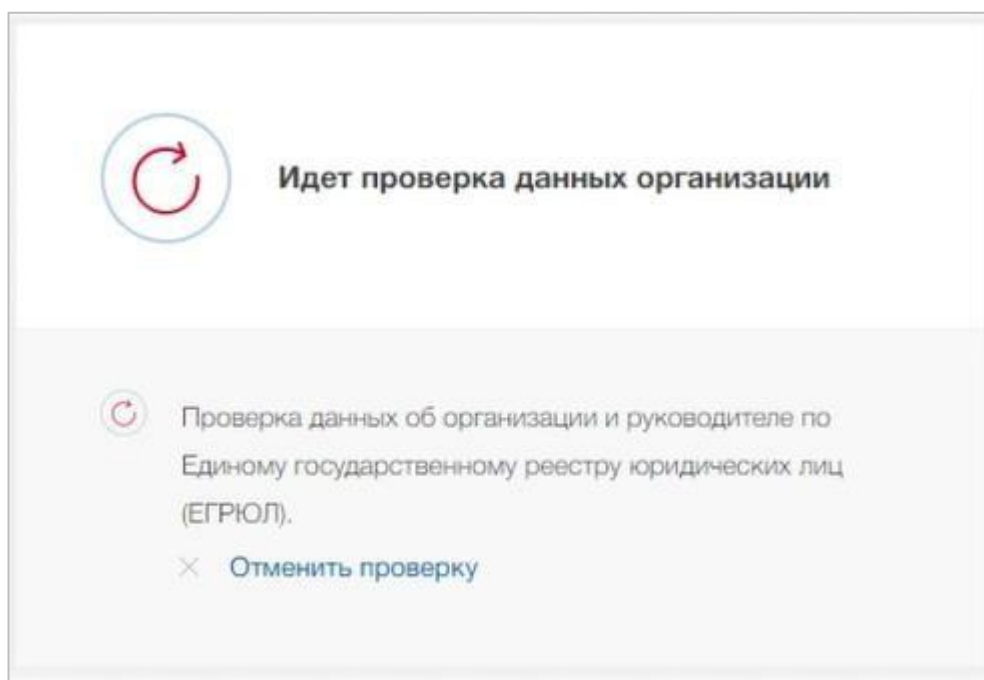 Идет проверка данных организации
Проверка данных об организации и руководителе по
Единому государственному реестру юридических лиц
(ЕГРЮЛ).
Отменить проверку